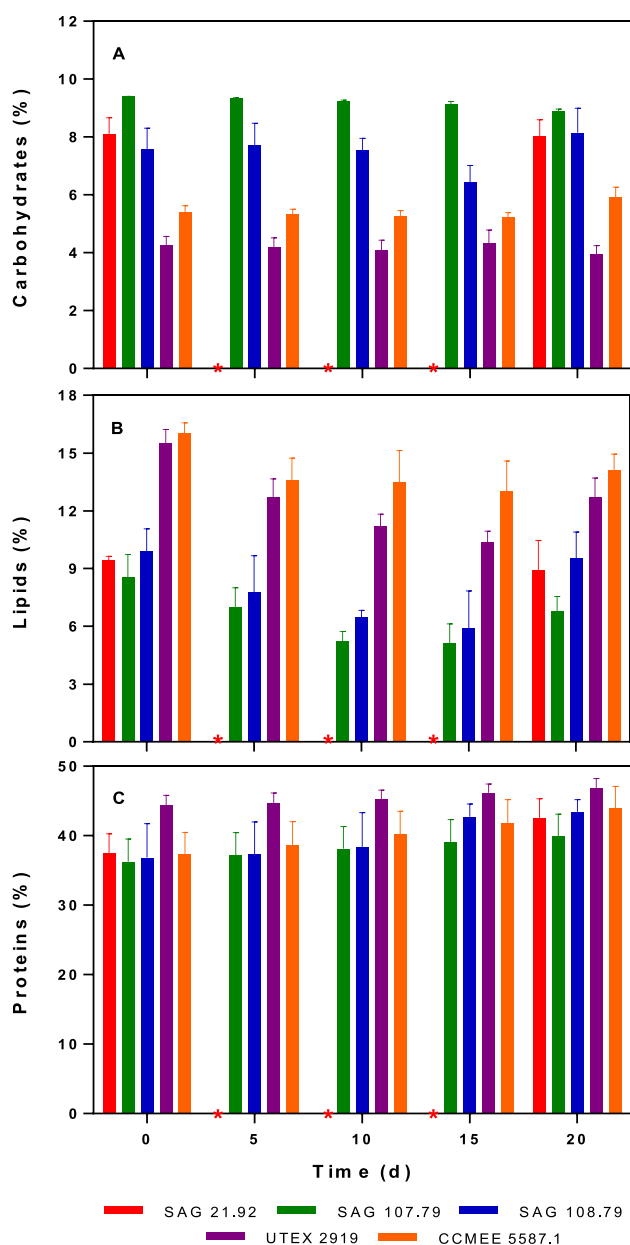 12
A
10
8
6
4
2
0
Carbohydrates (%)
* * *
18
B
15
12
9
6
3
0
Lipids (%)
* * *
50
C
40
30
20
10
0
Proteins (%)
* * *
0 5 10 15 20
Time (d)
SAG 21.92 SAG 107.79 SAG 108.79
UTEX 2919 CCMEE 5587.1